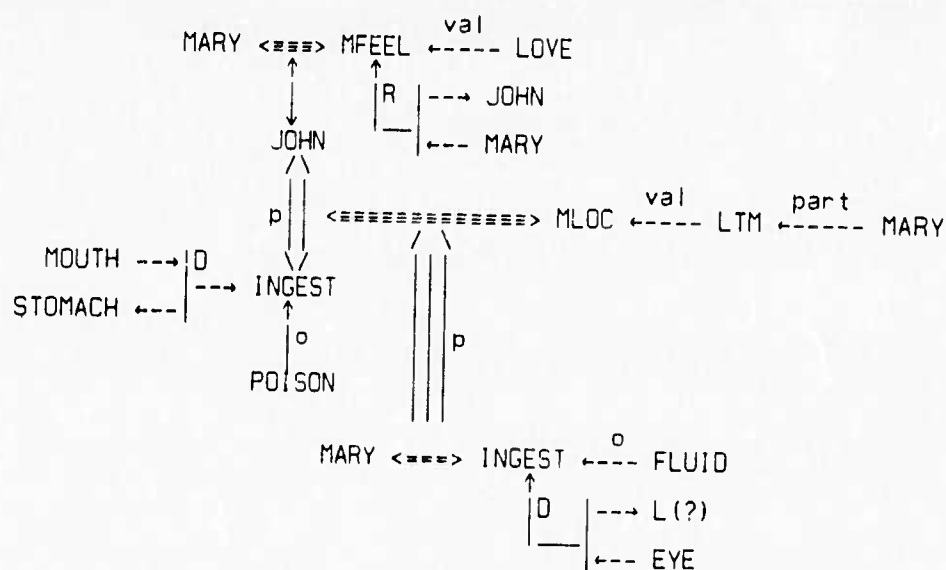 val
MARY <≡≡≡> MFEEL ←----- LOVE
R ---→ JOHN
JOHN ←--- MARY
val part
p <≡≡≡≡≡≡≡≡≡≡≡≡≡> MLOC ←----- LTM ←------ MARY
MOUTH ---→ D
---→ INGEST
STOMACH ←---
o p
POISON
o
MARY <≡≡≡> INGEST ←---- FLUID
D ---→ L(?)
←--- EYE